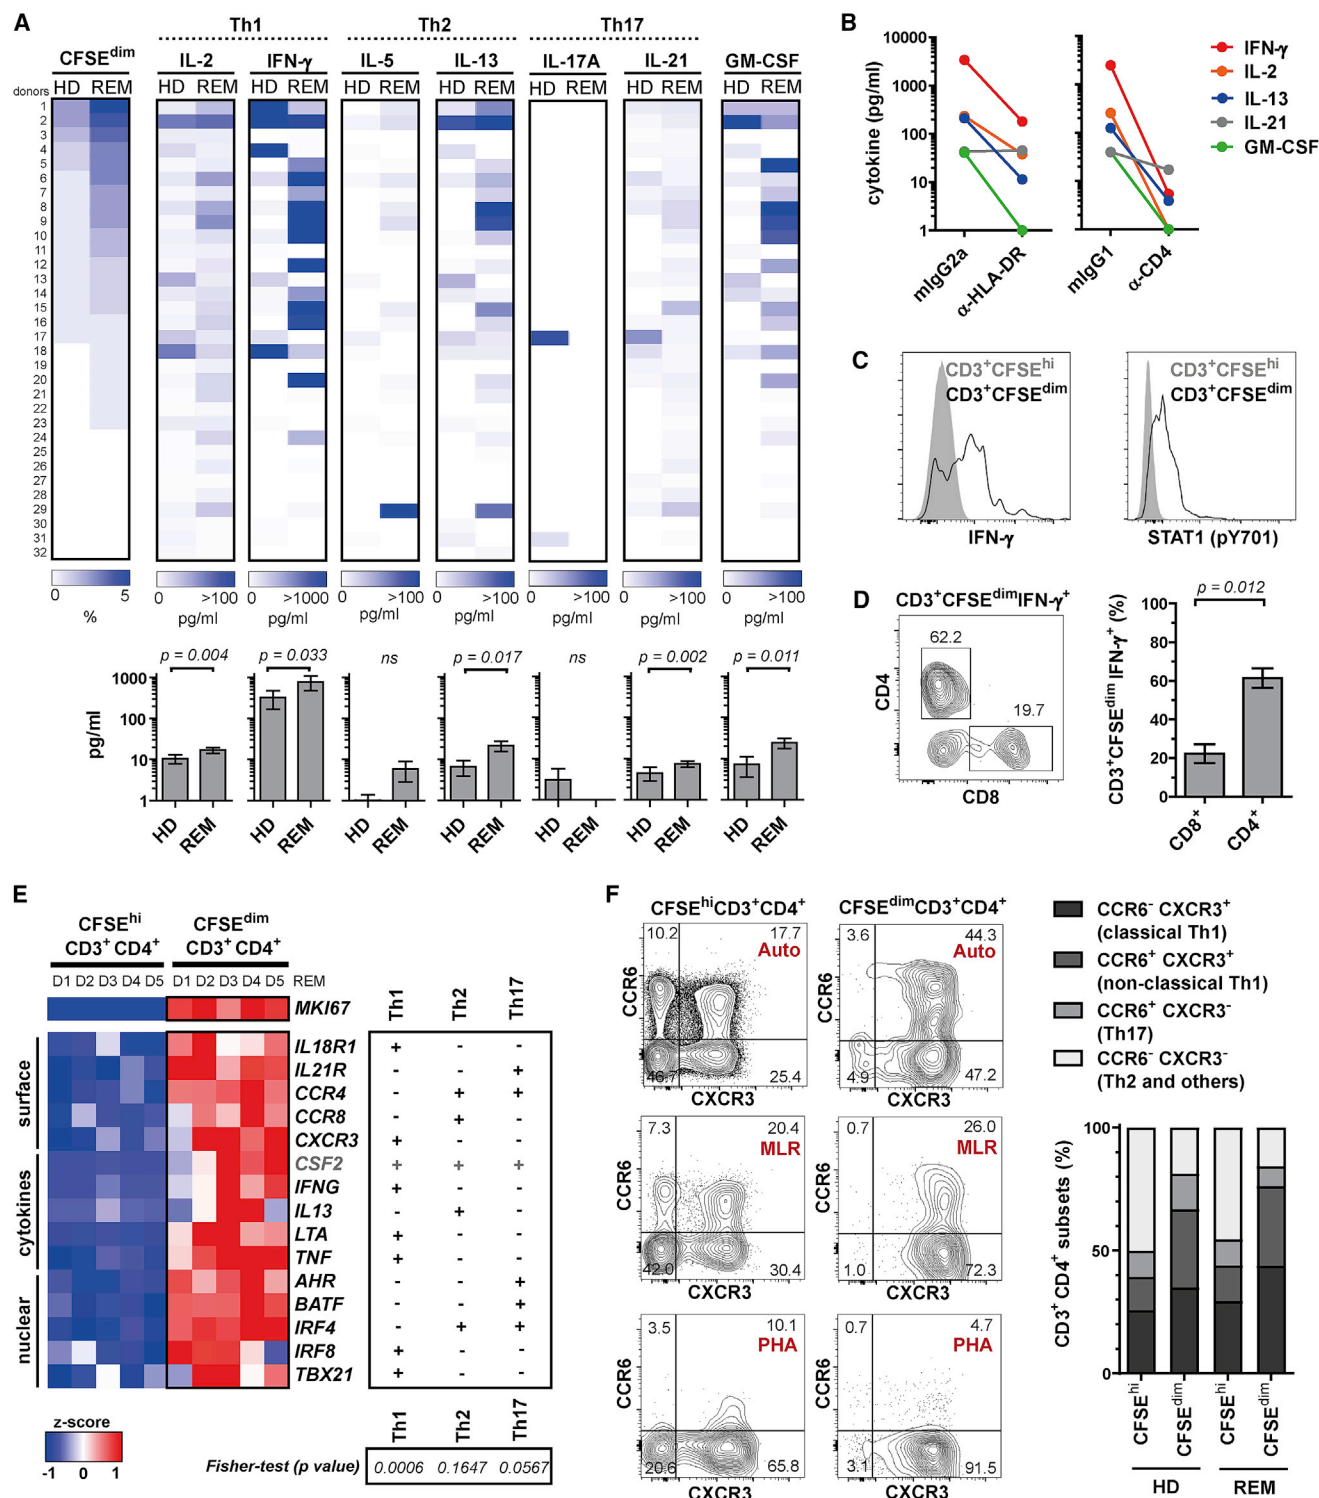 A
Th1 Th2 Th17
CFSEdim IL-2 IFN-γ IL-5 IL-13 IL-17A IL-21 GM-CSF
donors HD REM HD REM HD REM HD REM HD REM HD REM HD REM HD REM
1
2
3
4
5
6
7
8
9
10
11
12
13
14
15
16
17
18
19
20
21
22
23
24
25
26
27
28
29
30
31
32
0 5 0 >100 0 >1000 0 >100 0 >100 0 >100 0 >100 0 >100
% pg/ml pg/ml pg/ml pg/ml pg/ml pg/ml pg/ml
p = 0.004 p = 0.033 ns p = 0.017 ns p = 0.002 p = 0.011
pg/ml
1000
100
10
1
HD REM HD REM HD REM HD REM HD REM HD REM HD REM
B
cytokine (pg/ml)
10000
1000
100
10
1
mIgG2a α-HLA-DR mIgG1 α-CD4
IFN-γ
IL-2
IL-13
IL-21
GM-CSF
C
CD3+CFSEhi
CD3+CFSEdim
IFN-γ
CD3+CFSEhi
CD3+CFSEdim
STAT1 (pY701)
D
CD3+CFSEdimIFN-γ+
62.2
19.7
CD4
CD8
p = 0.012
CD3+CFSEdim IFN-γ+ (%)
100
80
60
40
20
0
CD8+ CD4+
E
CFSEhi CFSEdim
CD3+ CD4+ CD3+ CD4+
D1 D2 D3 D4 D5 D1 D2 D3 D4 D5 REM
MKI67 Th1 Th2 Th17
surface
IL18R1 + - -
IL21R - - +
CCR4 - + +
CCR8 - + -
CXCR3 + - -
cytokines
CSF2 + + +
IFNG + - -
IL13 - + -
LTA + - -
TNF + - -
nuclear
AHR - - +
BATF - - +
IRF4 - + +
IRF8 + - -
TBX21 + - -
z-score
-1 0 1
Th1 Th2 Th17
Fisher-test (p value) 0.0006 0.1647 0.0567
F
CFSEhiCD3+CD4+ CFSEdimCD3+CD4+
10.2 17.7
Auto
46.7 25.4
CCR6
CXCR3
3.6 44.3
Auto
4.9 47.2
CCR6
CXCR3
7.3 20.4
MLR
42.0 30.4
CCR6
CXCR3
0.7 26.0
MLR
1.0 72.3
CCR6
CXCR3
3.5 10.1
PHA
20.6 65.8
CCR6
CXCR3
0.7 4.7
PHA
3.1 91.5
CCR6
CXCR3
CCR6- CXCR3+
(classical Th1)
CCR6+ CXCR3+
(non-classical Th1)
CCR6+ CXCR3-
(Th17)
CCR6- CXCR3-
(Th2 and others)
CD3+ CD4+ subsets (%)
100
50
0
CFSEhi CFSEdim CFSEhi CFSEdim
HD REM